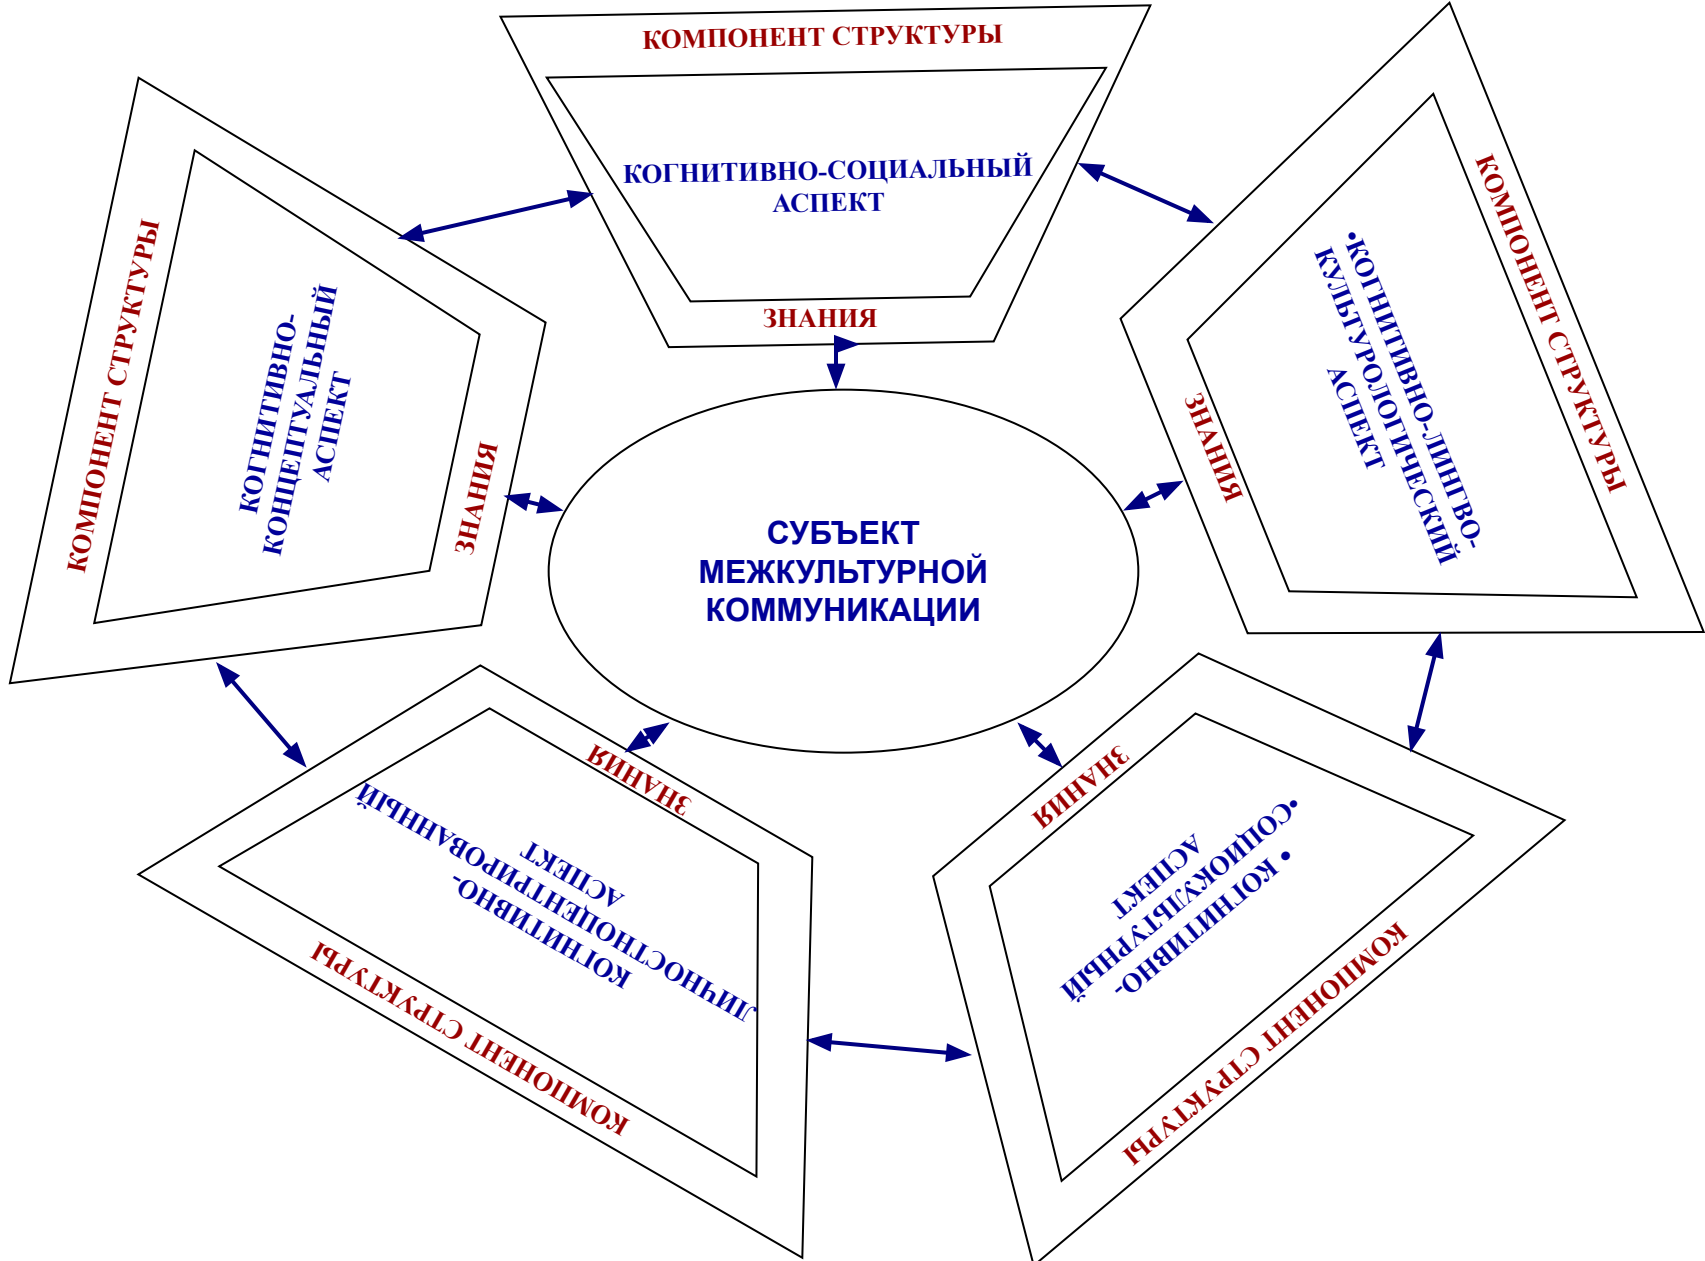 КОМПОНЕНТ СТРУКТУРЫ
КОГНИТИВНО-СОЦИАЛЬНЫЙ
АСПЕКТ
ЗНАНИЯ
КОМПОНЕНТ СТРУКТУРЫ
•КОГНИТИВНО-ЛИНГВО-
КУЛЬТУРОЛОГИЧЕСКИЙ
АСПЕКТ
ЗНАНИЯ
КОМПОНЕНТ СТРУКТУРЫ
• КОГНИТИВНО-
•СОЦИОКУЛЬТУРНЫЙ
АСПЕКТ
ЗНАНИЯ
КОМПОНЕНТ СТРУКТУРЫ
КОГНИТИВНО-
ЛИЧНОСТНОЦЕНТРИРОВАННЫЙ
АСПЕКТ
ЗНАНИЯ
КОМПОНЕНТ СТРУКТУРЫ
КОГНИТИВНО-
КОНЦЕПТУАЛЬНЫЙ
АСПЕКТ
ЗНАНИЯ
СУБЪЕКТ
МЕЖКУЛЬТУРНОЙ
КОММУНИКАЦИИ